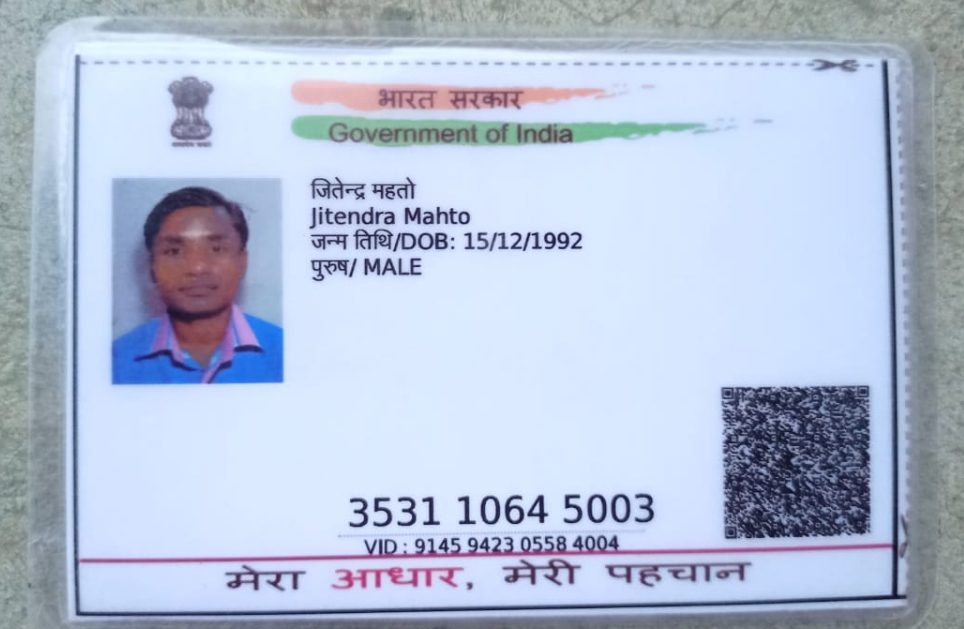 भारत सरकार
Government of India
जितेन्द्र महतो
Jitendra Mahto
जन्म तिथि/DOB: 15/12/1992
पुरुष/ MALE
3531 1064 5003
VID : 9145 9423 0558 4004
मेरा आधार, मेरी पहचान